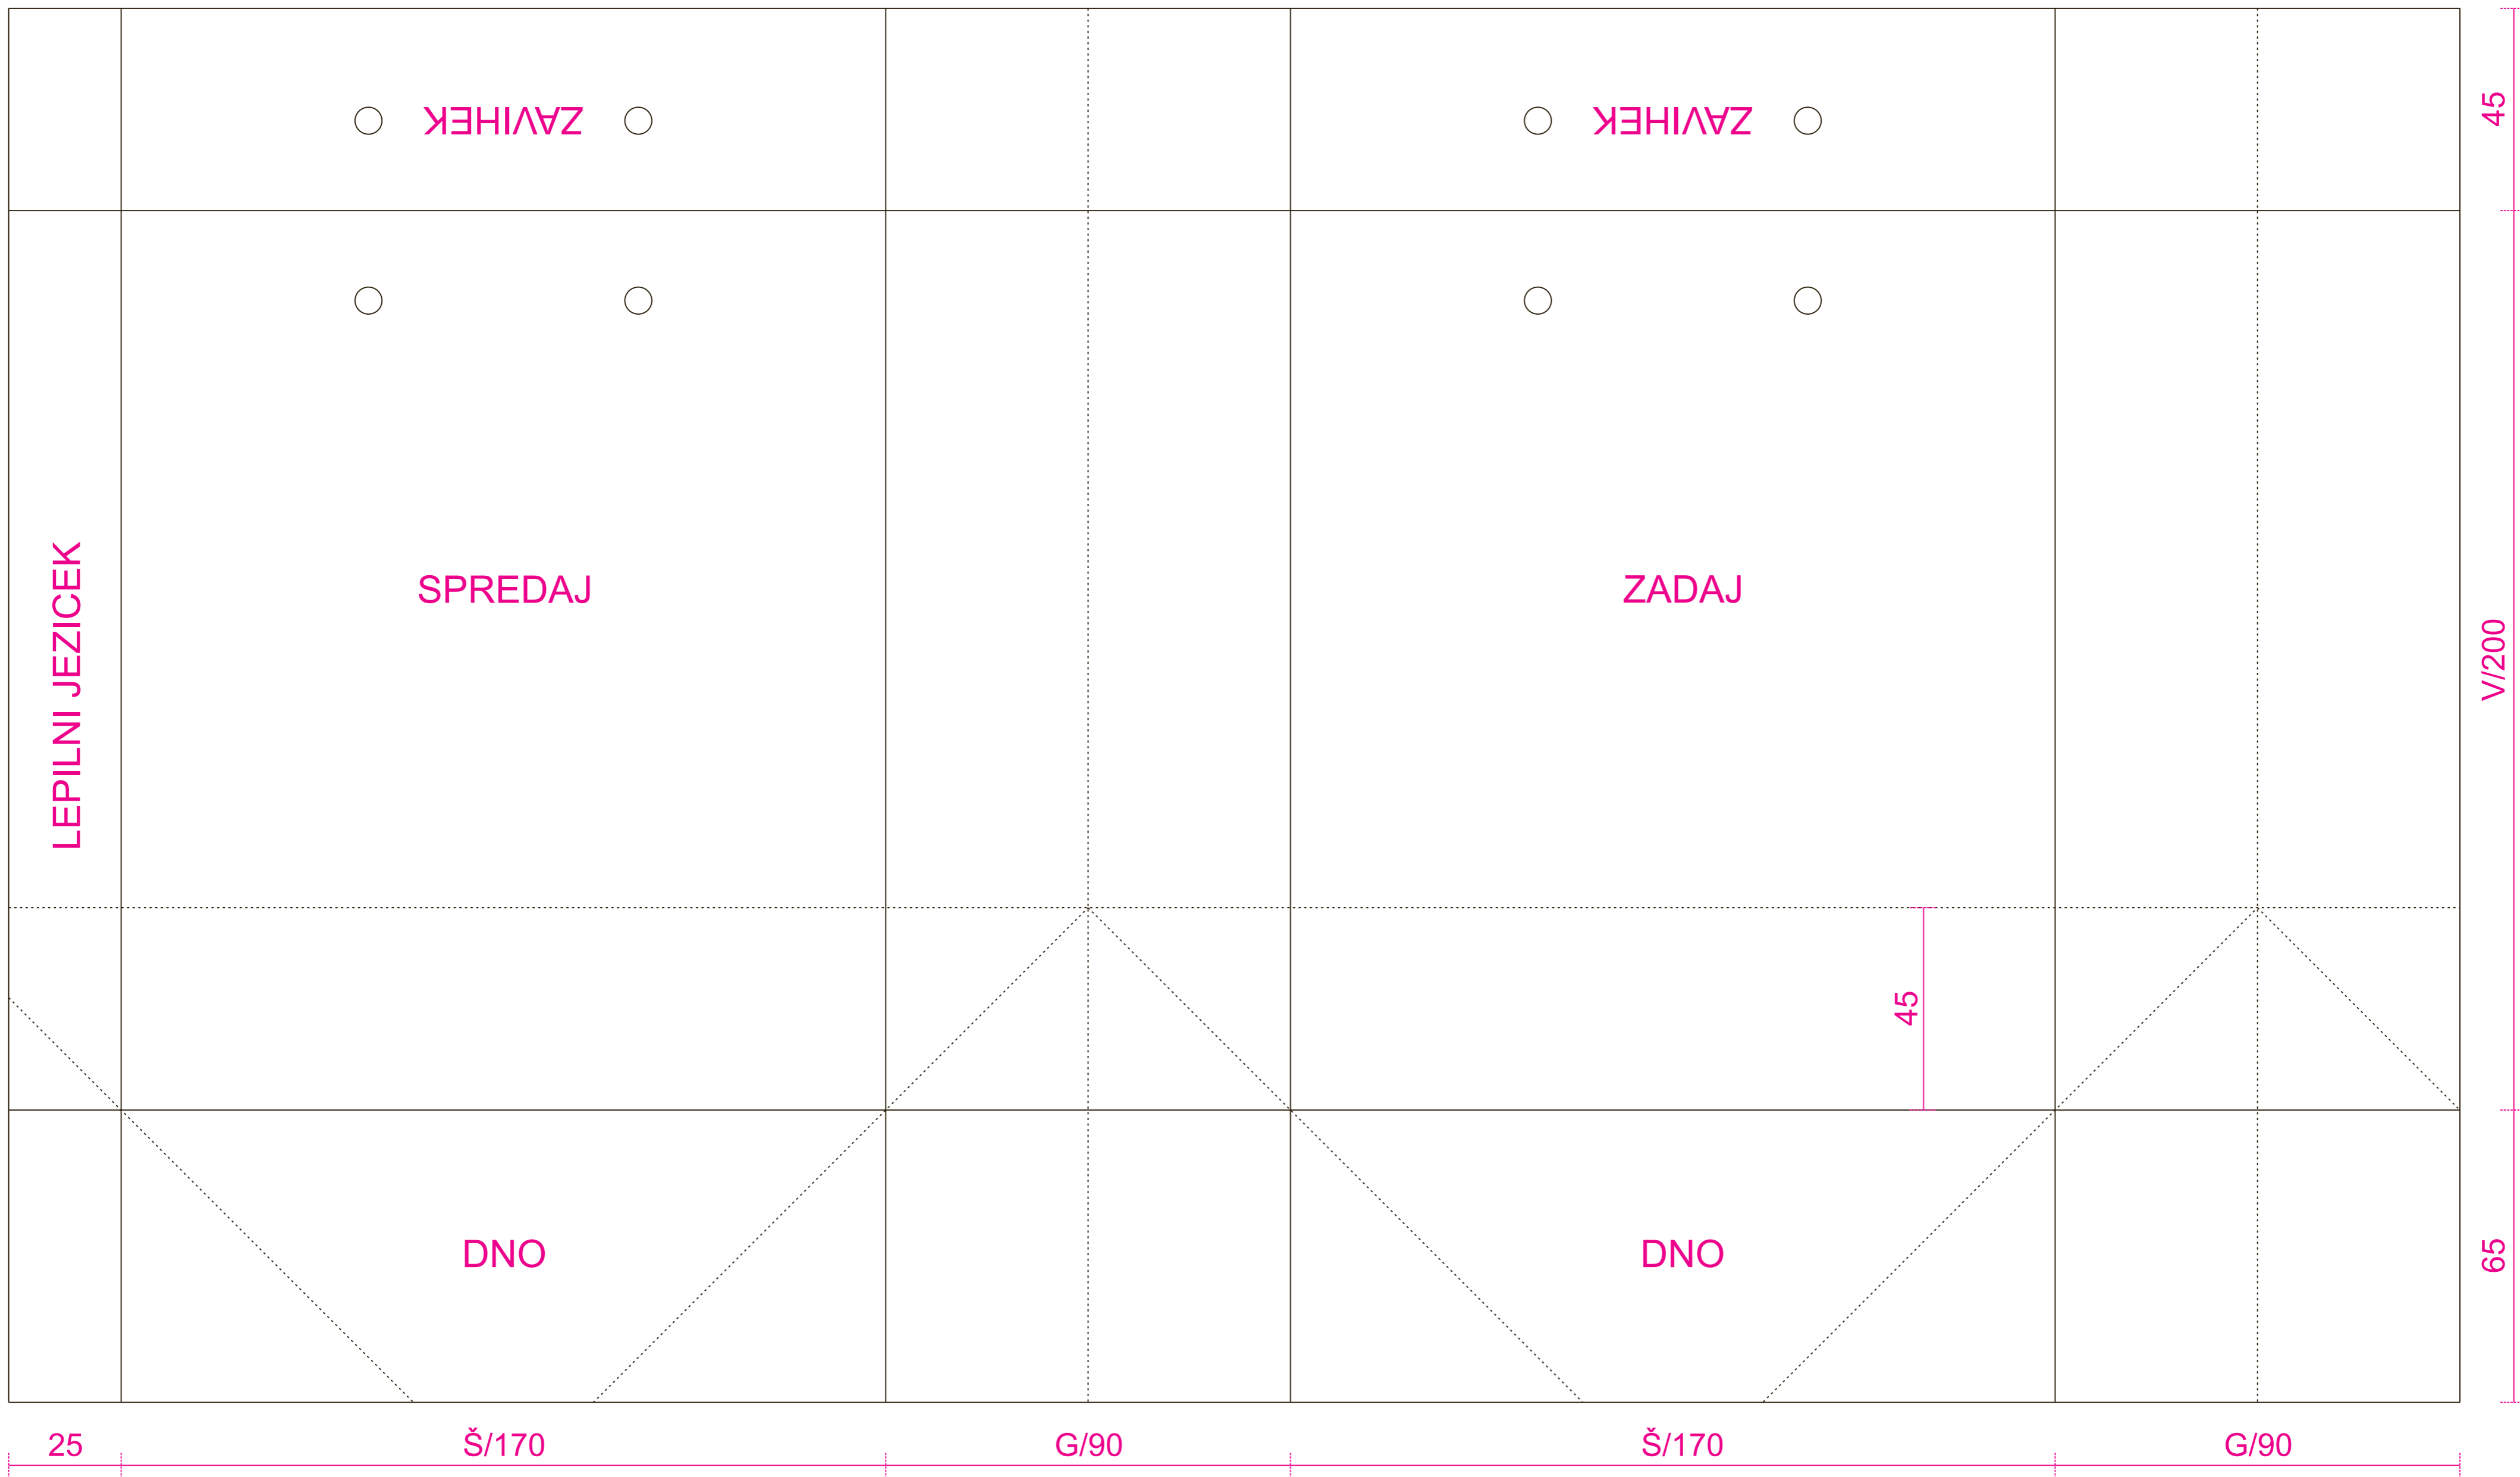 ZAVIHEK
ZAVIHEK
45
LEPILNI JEZICEK
SPREDAJ
ZADAJ
V/200
45
DNO
DNO
65
25
Š/170
G/90
Š/170
G/90